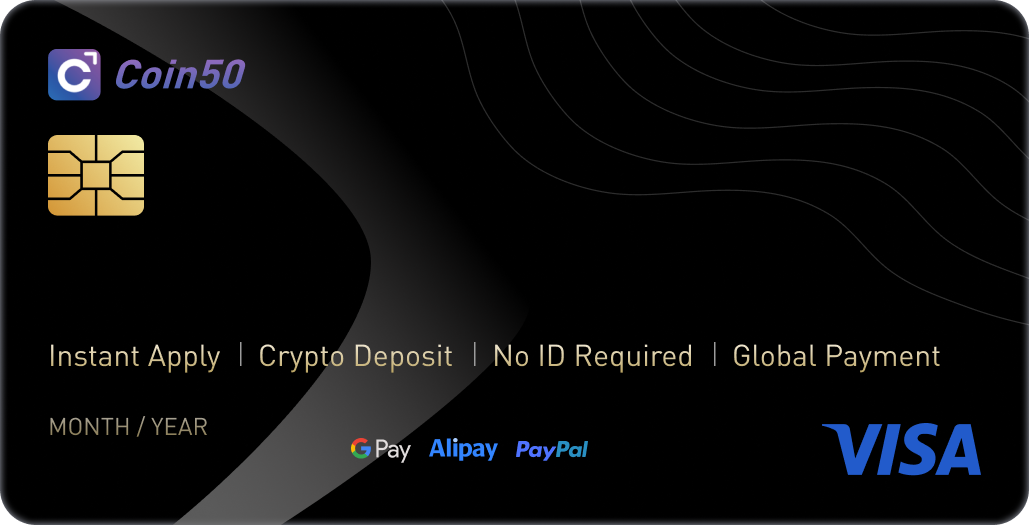 Coin50
Instant Apply | Crypto Deposit | No ID Required | Global Payment
MONTH / YEAR
G Pay Alipay PayPal
VISA